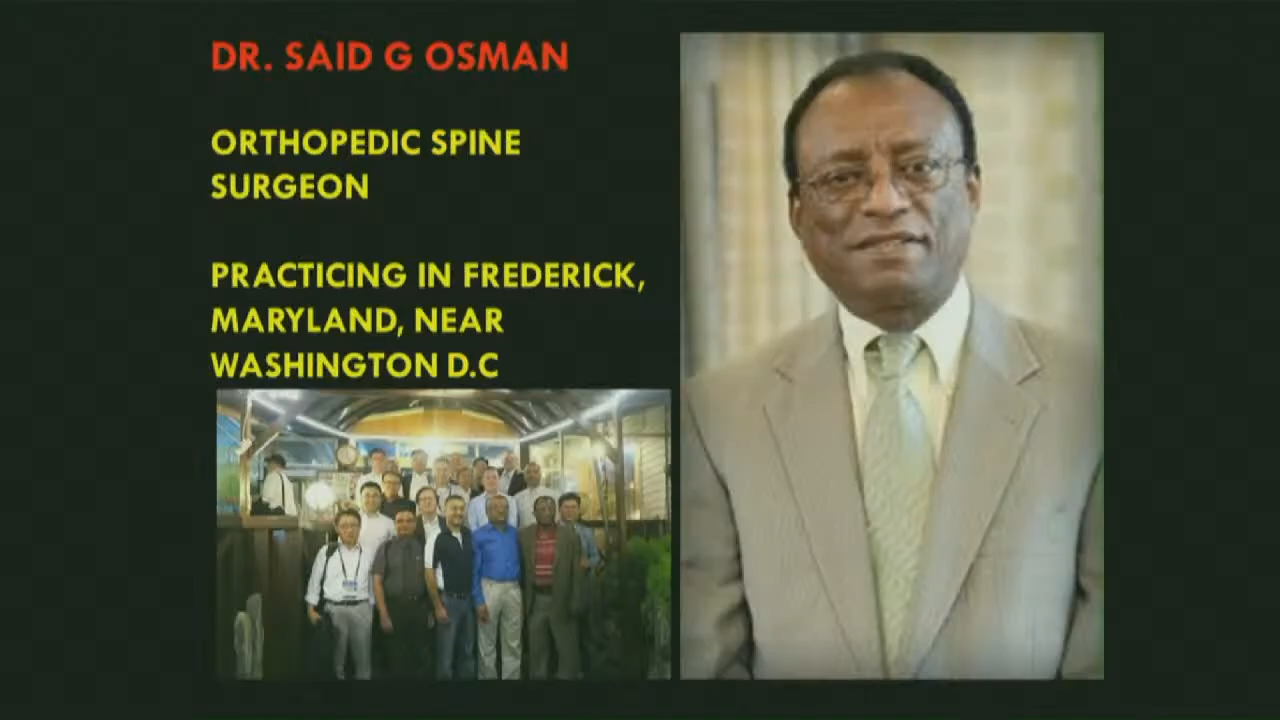 DR. SAID G OSMAN
ORTHOPEDIC SPINE
SURGEON
PRACTICING IN FREDERICK,
MARYLAND, NEAR
WASHINGTON D.C